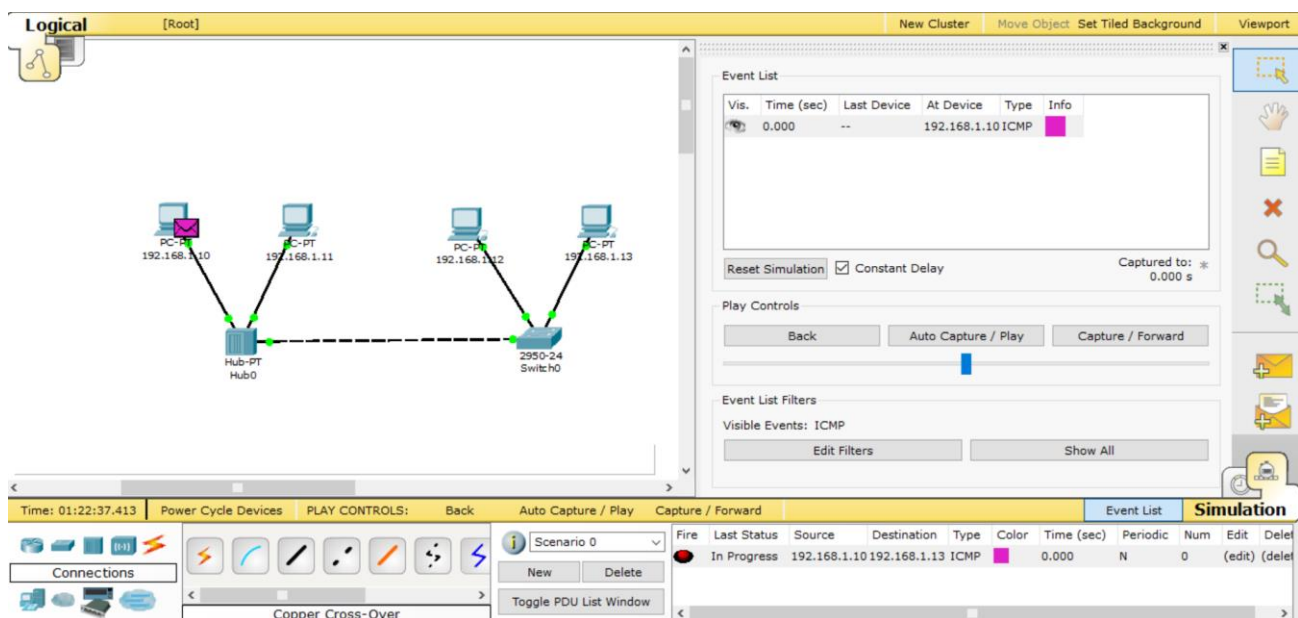 Logical [Root] New Cluster Move Object Set Tiled Background Viewport
Event List
Vis. Time (sec) Last Device At Device Type Info
0.000 -- 192.168.1.10 ICMP
PC-PT
192.168.1.10
PC-PT
192.168.1.11
PC-PT
192.168.1.12
PC-PT
192.168.1.13
Hub-PT
Hub0
2950-24
Switch0
Reset Simulation Constant Delay Captured to: *
0.000 s
Play Controls
Back Auto Capture / Play Capture / Forward
Event List Filters
Visible Events: ICMP
Edit Filters Show All
Time: 01:22:37.413 Power Cycle Devices PLAY CONTROLS: Back Auto Capture / Play Capture / Forward Event List Simulation
Connections
Copper Cross-Over
Scenario 0
New Delete
Toggle PDU List Window
Fire Last Status Source Destination Type Color Time (sec) Periodic Num Edit Delet
In Progress 192.168.1.10 192.168.1.13 ICMP 0.000 N 0 (edit) (delet